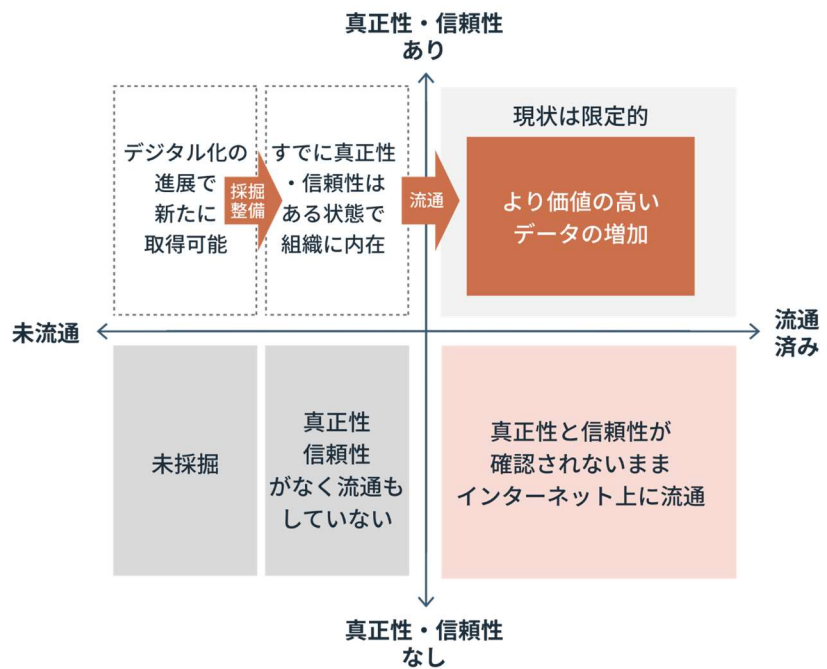 真正性・信頼性
あり
デジタル化の
進展で
新たに
取得可能
採掘
整備
すでに真正性
・信頼性は
ある状態で
組織に内在
流通
現状は限定的
より価値の高い
データの増加
未流通
流通
済み
未採掘
真正性
信頼性
がなく流通も
していない
真正性と信頼性が
確認されないまま
インターネット上に流通
真正性・信頼性
なし